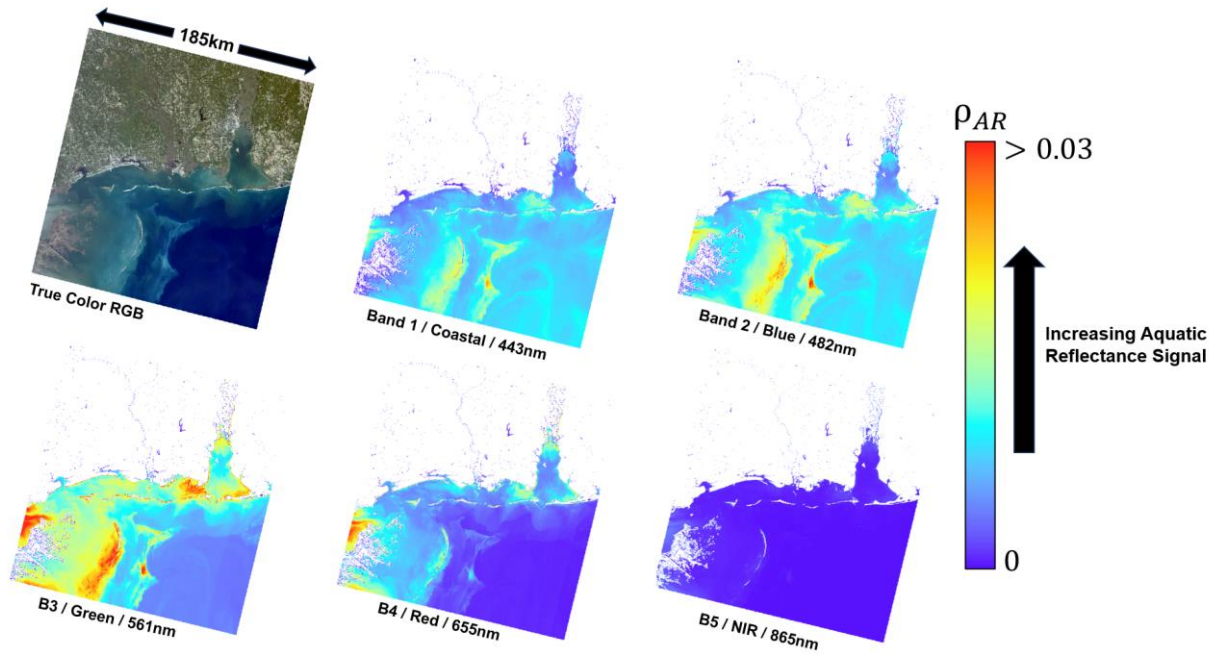 185km
True Color RGB
Band 1 / Coastal / 443nm
Band 2 / Blue / 482nm
ρAR
> 0.03
Increasing Aquatic
Reflectance Signal
0
B3 / Green / 561nm
B4 / Red / 655nm
B5 / NIR / 865nm